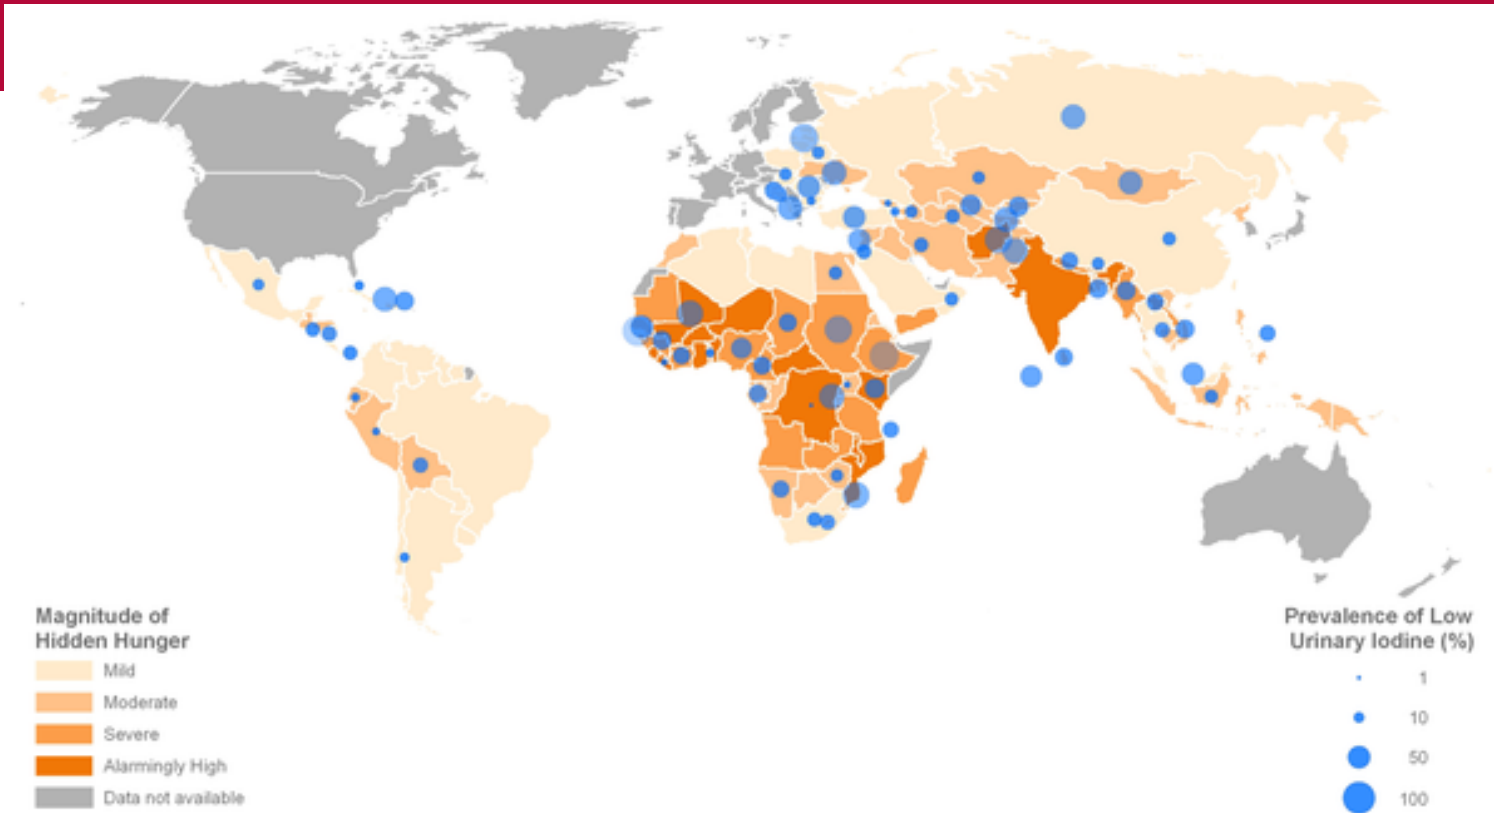 Magnitude of
Hidden Hunger
Mild
Moderate
Severe
Alarmingly High
Data not available
Prevalence of Low
Urinary Iodine (%)
1
10
50
100